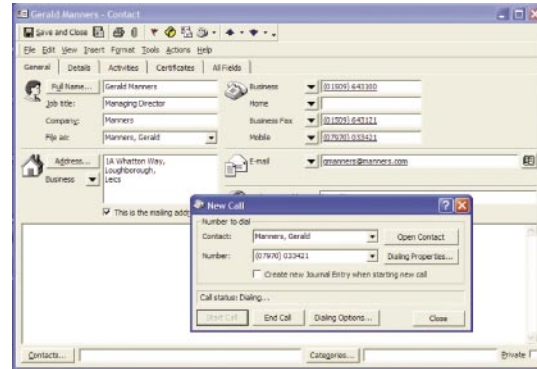 Gerald Manners - Contact
Save and Close
File Edit View Insert Format Tools Actions Help
General Details Activities Certificates All Fields
Full Name... Gerald Manners
Job title: Managing Director
Company: Manners
File as: Manners, Gerald
Business (01509) 643100
Home
Business Fax (01509) 643121
Mobile (07970) 033421
Address... 1A Whatton Way,
Loughborough,
Leics
Business
E-mail gmanners@manners.com
This is the mailing
New Call
Number to dial
Contact: Manners, Gerald Open Contact
Number: (07970) 033421 Dialing Properties...
Create new Journal Entry when starting new call
Call status: Dialing...
Start Call End Call Dialing Options... Close
Contacts... Categories... Private